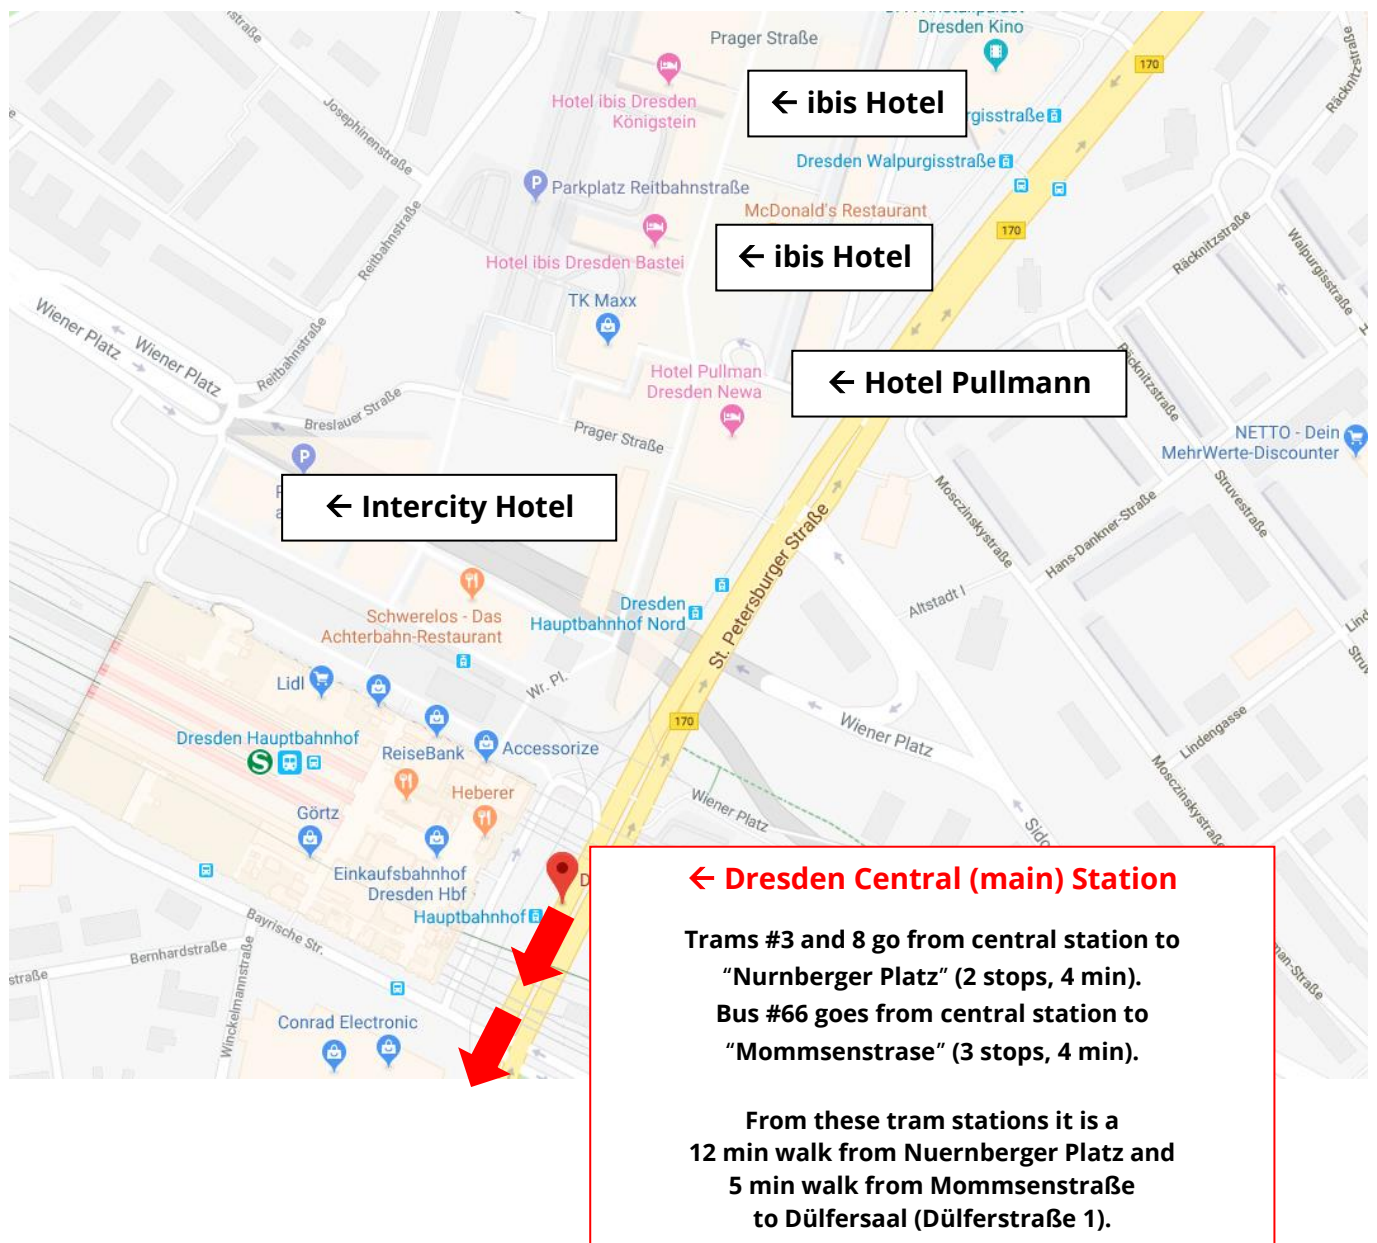 Dresden Kino
Prager Straße
170
Räcknitzstraße
Josephinenstraße
Hotel ibis Dresden
Königstein
← ibis Hotel
Dresden Walpurgisstraße
Parkplatz Reitbahnstraße
McDonald's Restaurant
170
Räcknitzstraße
Walpurgisstraße
Reitbahnstraße
Hotel ibis Dresden Bastei
← ibis Hotel
TK Maxx
Wiener Platz
Wiener Platz
Reitbahnstraße
Hotel Pullman
Dresden Newa
← Hotel Pullmann
Räcknitzstraße
Breslauer Straße
Prager Straße
NETTO - Dein
MehrWerte-Discounter
P
← Intercity Hotel
Mosczinskystraße
Hans-Dankner-Straße
Struvestraße
St. Petersburger Straße
Schwerelos - Das
Achterbahn-Restaurant
Dresden
Hauptbahnhof Nord
Altstadt I
Lidl
Wr. Pl.
170
Wiener Platz
Lindengasse
Dresden Hauptbahnhof
S
ReiseBank
Accessorize
Mosczinskystraße
Heberer
Wiener Platz
Görtz
Einkaufsbahnhof
Dresden Hbf
Hauptbahnhof
Bayrische Str.
Bernhardstraße
Winckelmannstraße
Conrad Electronic
← Dresden Central (main) Station
Trams #3 and 8 go from central station to
“Nurnberger Platz” (2 stops, 4 min).
Bus #66 goes from central station to
“Mommsenstrase” (3 stops, 4 min).
From these tram stations it is a
12 min walk from Nuernberger Platz and
5 min walk from Mommsenstraße
to Dülfersaal (Dülferstraße 1).